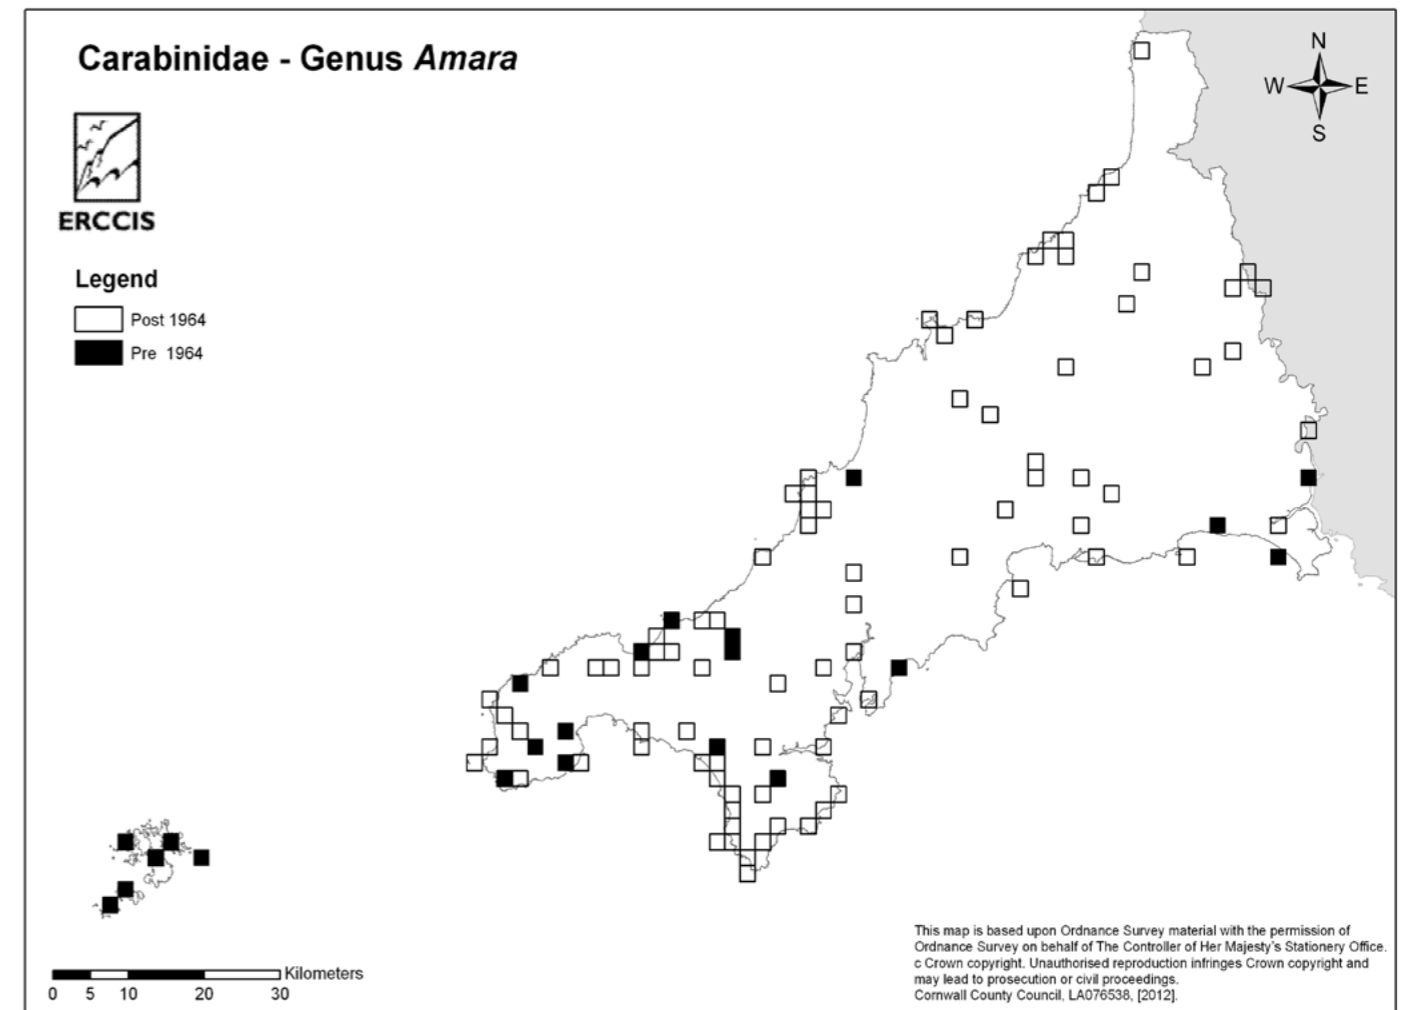 Carabinidae - Genus Amara
N
W E
S
ERCCIS
Legend
Post 1964
Pre 1964
Kilometers
0 5 10 20 30
This map is based upon Ordnance Survey material with the permission of
Ordnance Survey on behalf of The Controller of Her Majesty's Stationery Office.
c Crown copyright. Unauthorised reproduction infringes Crown copyright and
may lead to prosecution or civil proceedings.
Cornwall County Council, LA076538, [2012].